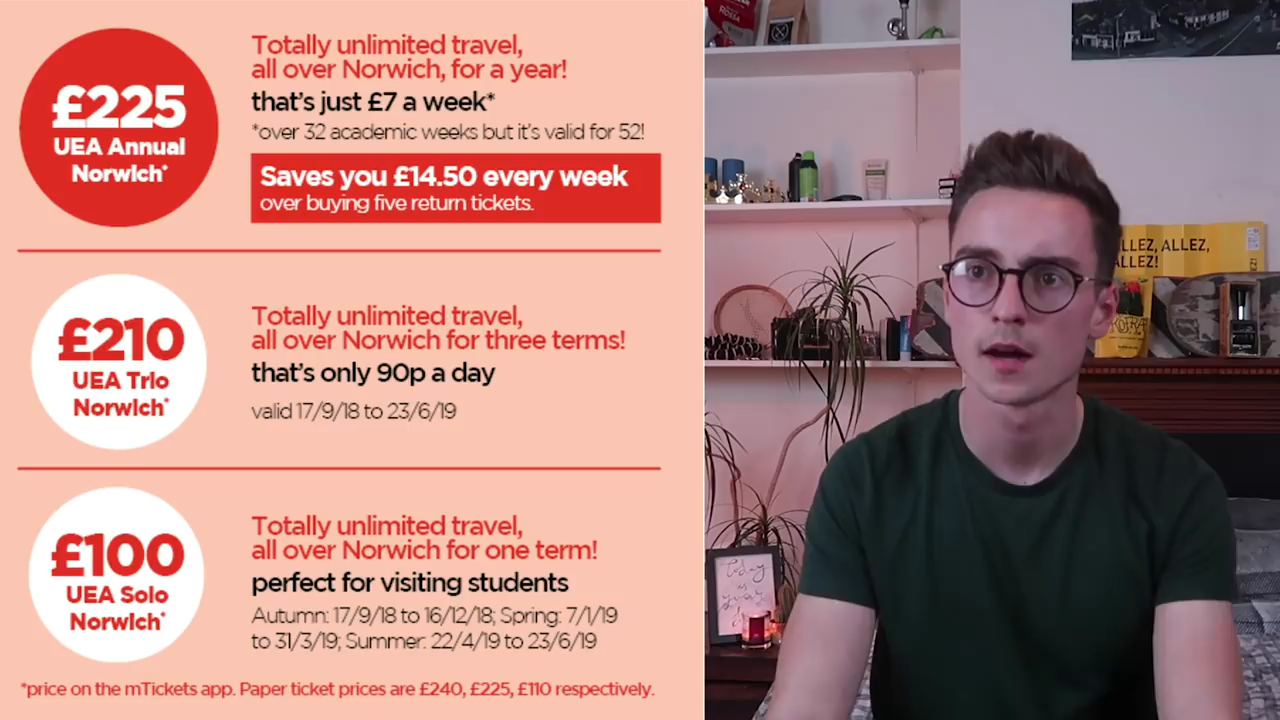 £225
UEA Annual
Norwich*
Totally unlimited travel,
all over Norwich, for a year!
that's just £7 a week*
*over 32 academic weeks but it's valid for 52!
Saves you £14.50 every week
over buying five return tickets.
£210
UEA Trio
Norwich*
Totally unlimited travel,
all over Norwich for three terms!
that's only 90p a day
valid 17/9/18 to 23/6/19
£100
UEA Solo
Norwich*
Totally unlimited travel,
all over Norwich for one term!
perfect for visiting students
Autumn: 17/9/18 to 16/12/18; Spring: 7/1/19
to 31/3/19; Summer: 22/4/19 to 23/6/19
*price on the mTickets app. Paper ticket prices are £240, £225, £110 respectively.
ALLEZ, ALLEZ,
ALLEZ!
today
is